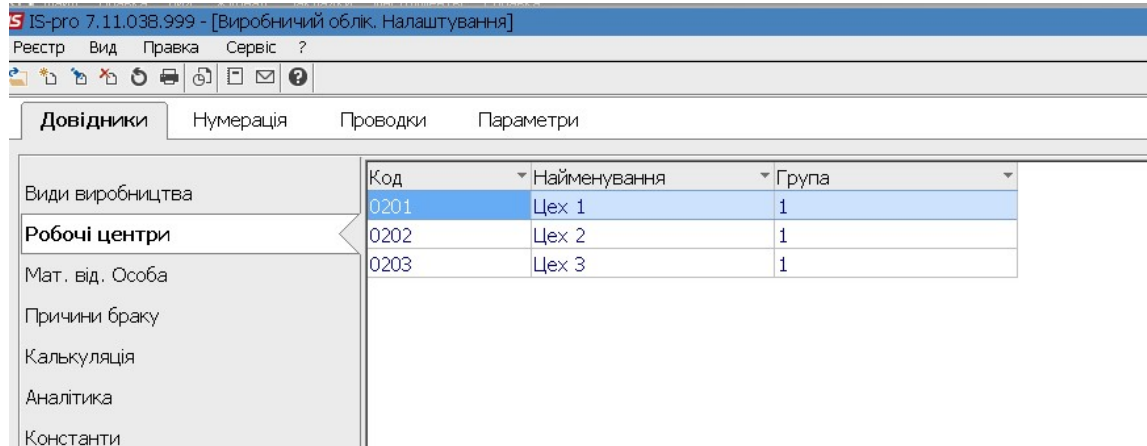 IS-pro 7.11.038.999 - [Виробничий облік. Налаштування]
Реєстр Вид Правка Сервіс ?
Довідники Нумерація Проводки Параметри
Код Найменування Група
0201 Цех 1 1
0202 Цех 2 1
0203 Цех 3 1
Види виробництва
Робочі центри
Мат. від. Особа
Причини браку
Калькуляція
Аналітика
Константи